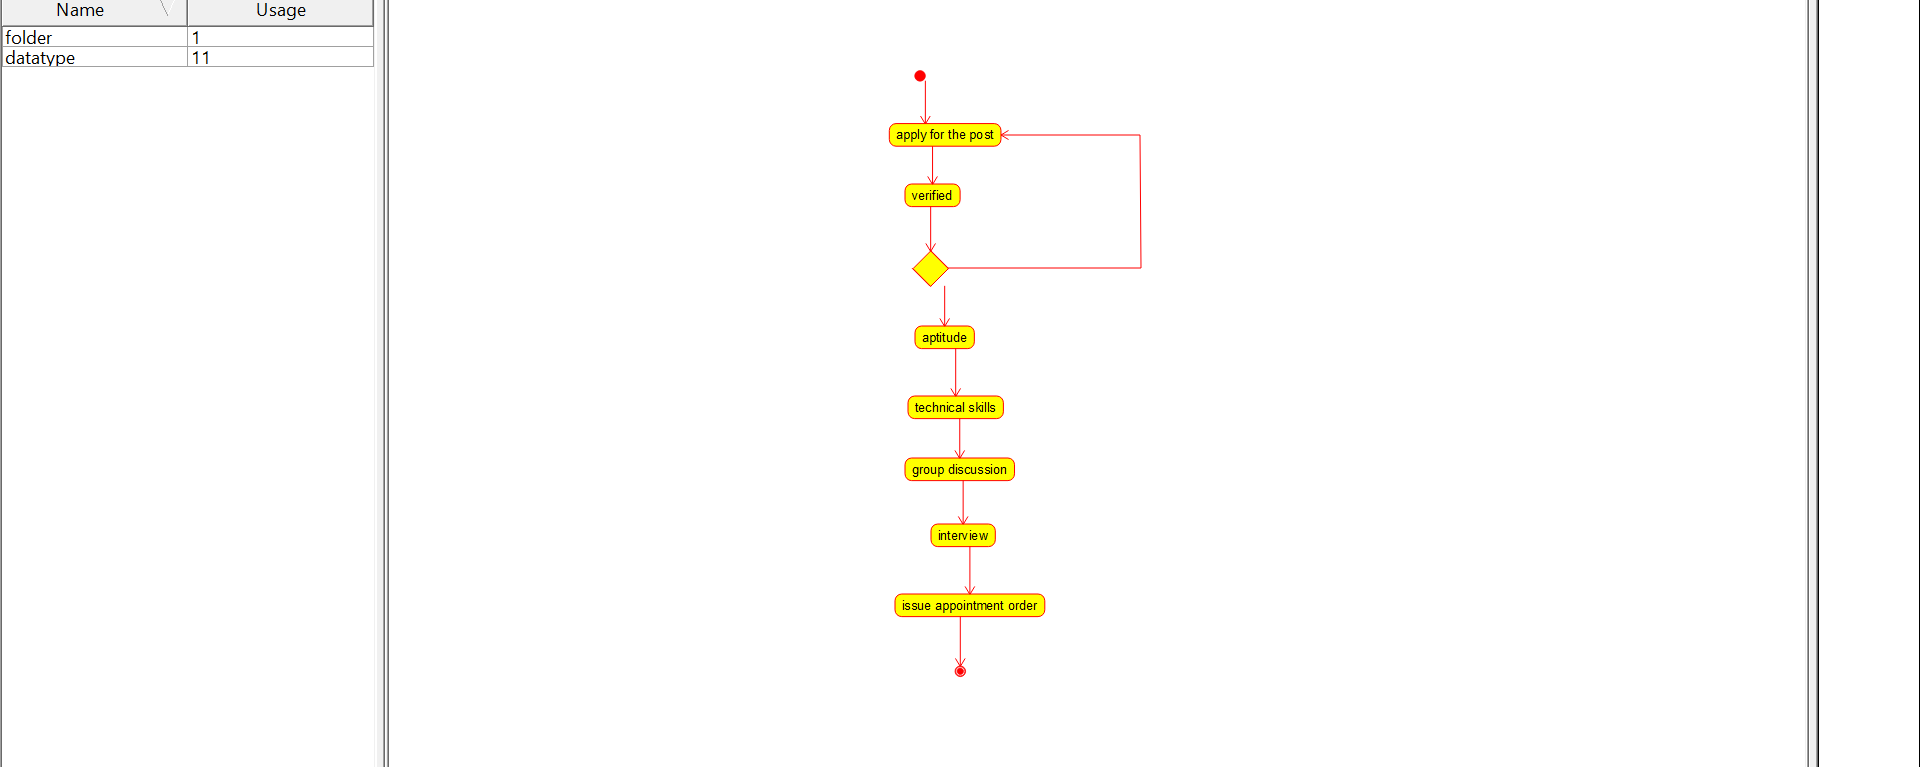 Name Usage
folder 1
datatype 11
apply for the post
verified
aptitude
technical skills
group discussion
interview
issue appointment order